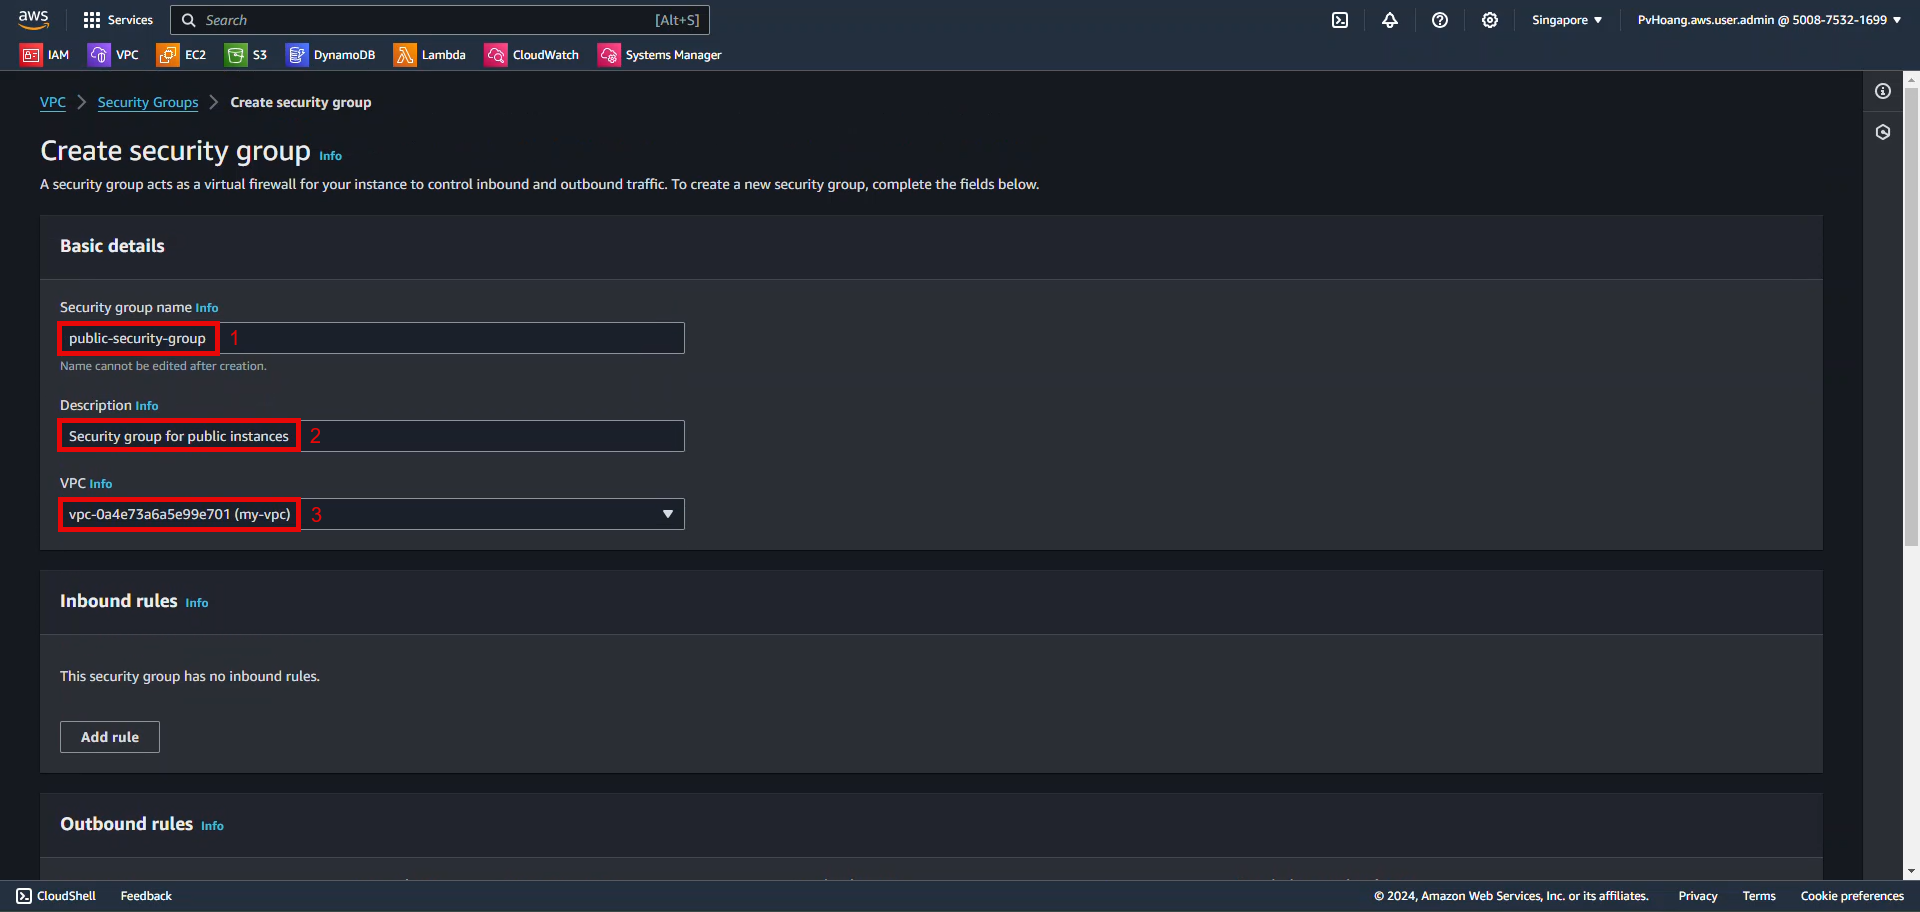 aws
Services
Search [Alt+S]
Singapore ▼
PvHoang.aws.user.admin @ 5008-7532-1699 ▼
IAM VPC EC2 S3 DynamoDB Lambda CloudWatch Systems Manager
VPC > Security Groups > Create security group
Create security group Info
A security group acts as a virtual firewall for your instance to control inbound and outbound traffic. To create a new security group, complete the fields below.
Basic details
Security group name Info
public-security-group 1
Name cannot be edited after creation.
Description Info
Security group for public instances 2
VPC Info
vpc-0a4e73a6a5e99e701 (my-vpc) 3
Inbound rules Info
This security group has no inbound rules.
Add rule
Outbound rules Info
CloudShell Feedback
© 2024, Amazon Web Services, Inc. or its affiliates. Privacy Terms Cookie preferences